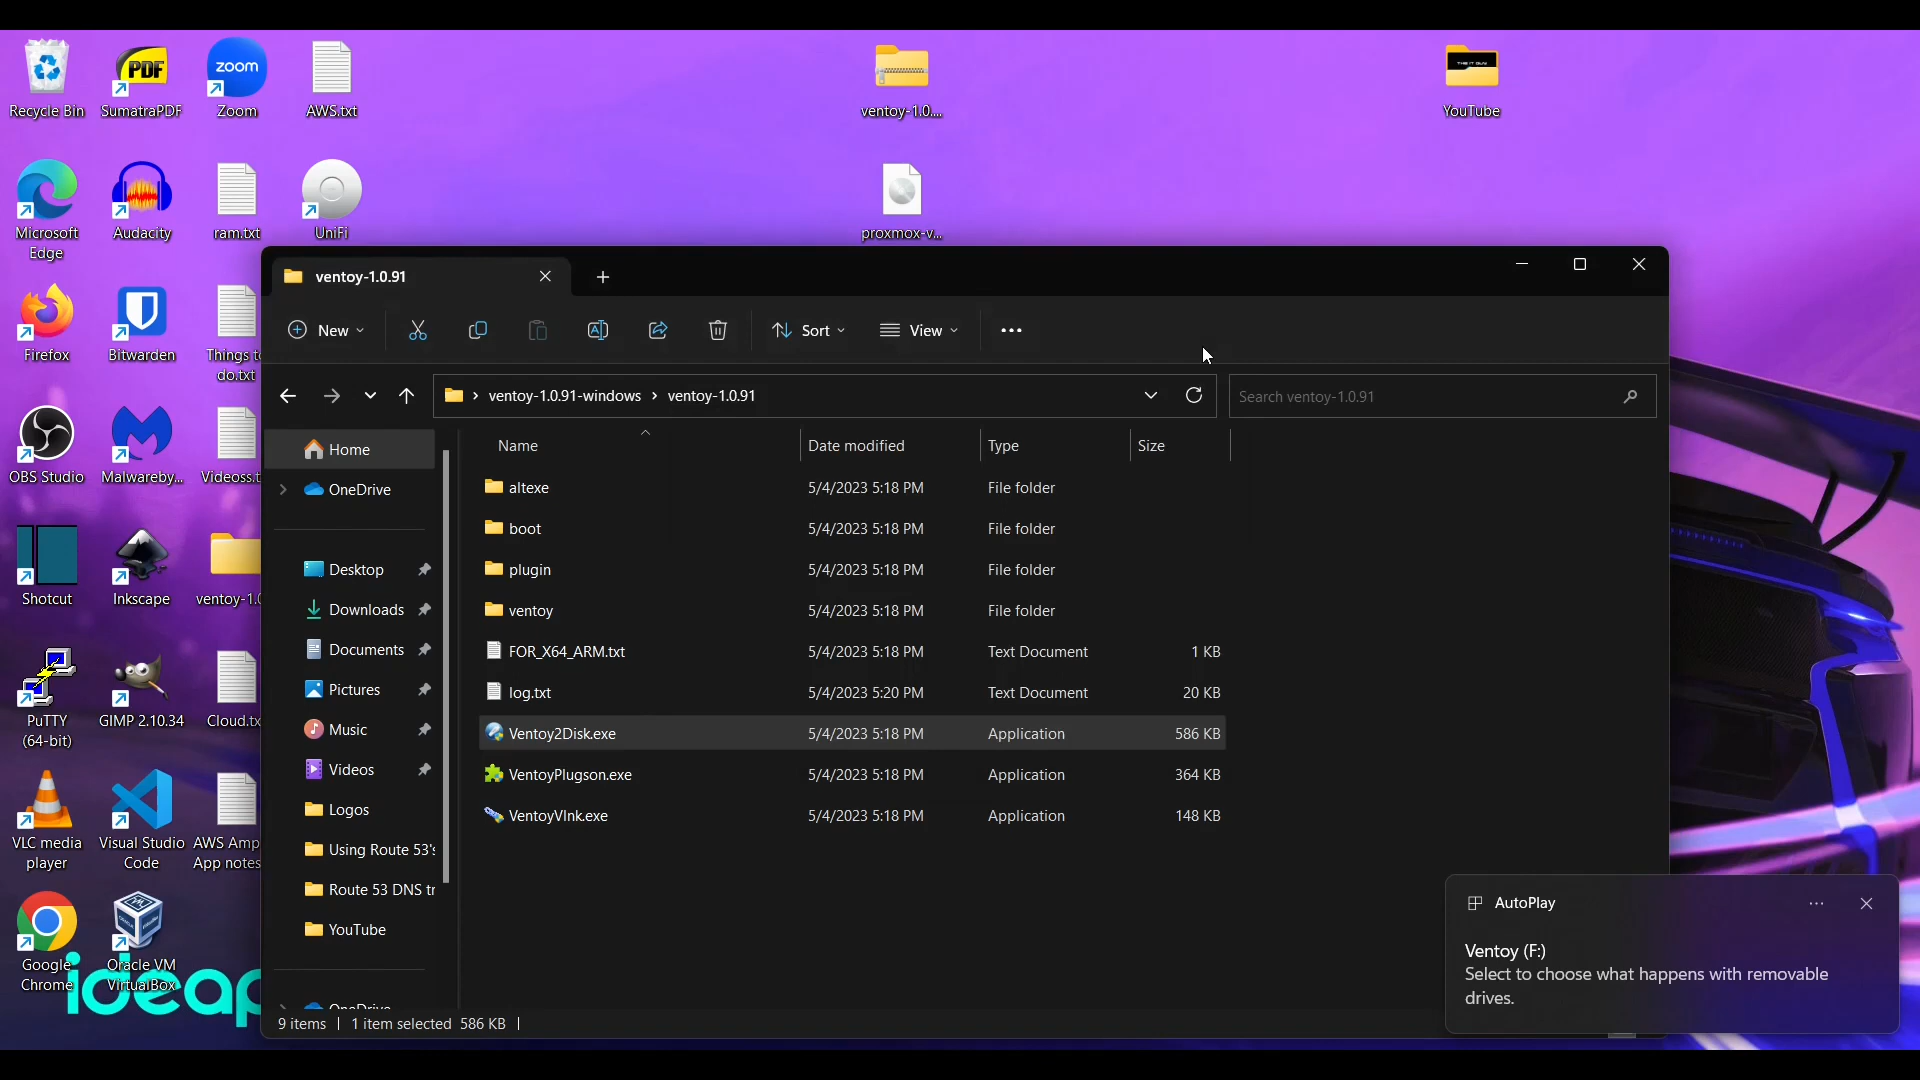 Recycle Bin
SumatraPDF
zoom
Zoom
AWS.txt
ventoy-1.0....
THE IT GUY
YouTube
PDF
Microsoft
Edge
Audacity
ram.txt
UniFi
proxmox-v...
Firefox
Bitwarden
Things t
do.txt
OBS Studio
Malwareby...
Videoss.t
Shotcut
Inkscape
ventoy-1.0
PuTTY
(64-bit)
GIMP 2.10.34
Cloud.tx
VLC media
player
Visual Studio
Code
AWS Amp
App notes
Google
Chrome
Oracle VM
VirtualBox
ideap
ventoy-1.0.91
New
Sort
View
ventoy-1.0.91-windows > ventoy-1.0.91
Search ventoy-1.0.91
Home
OneDrive
Desktop
Downloads
Documents
Pictures
Music
Videos
Logos
Using Route 53's
Route 53 DNS tr
YouTube
OneDrive
Name Date modified Type Size
altexe 5/4/2023 5:18 PM File folder
boot 5/4/2023 5:18 PM File folder
plugin 5/4/2023 5:18 PM File folder
ventoy 5/4/2023 5:18 PM File folder
FOR_X64_ARM.txt 5/4/2023 5:18 PM Text Document 1 KB
log.txt 5/4/2023 5:20 PM Text Document 20 KB
Ventoy2Disk.exe 5/4/2023 5:18 PM Application 586 KB
VentoyPlugson.exe 5/4/2023 5:18 PM Application 364 KB
VentoyVlnk.exe 5/4/2023 5:18 PM Application 148 KB
9 items | 1 item selected 586 KB |
AutoPlay
Ventoy (F:)
Select to choose what happens with removable
drives.